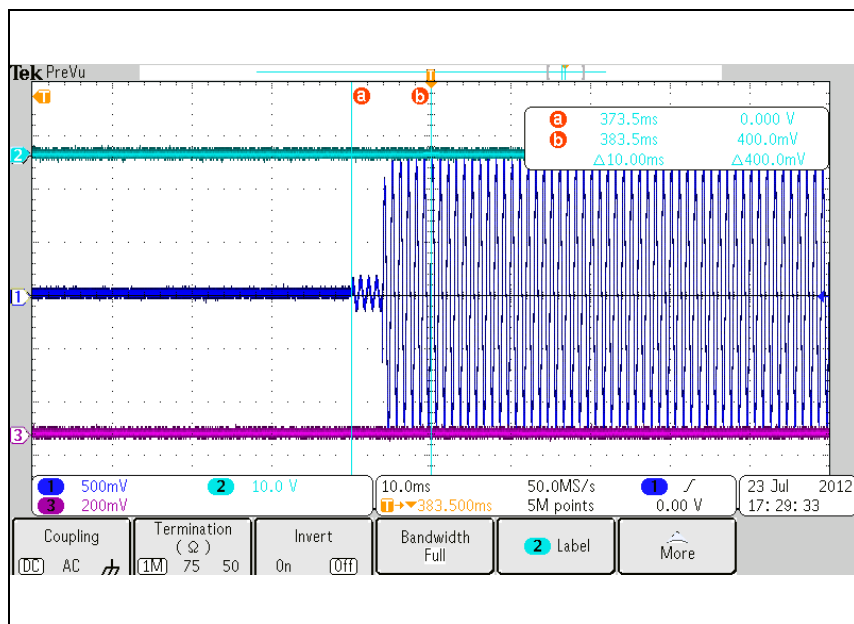 Tek PreVu
T
T
a b
a 373.5ms 0.000 V
b 383.5ms 400.0mV
Δ10.00ms Δ400.0mV
2
1
3
1 500mV 2 10.0 V
3 200mV
10.0ms 50.0MS/s
T→▼383.500ms 5M points
1 0.00 V
23 Jul 2012
17:29:33
Coupling
DC AC
Termination
(Ω)
1M 75 50
Invert
On Off
Bandwidth
Full
2 Label
More